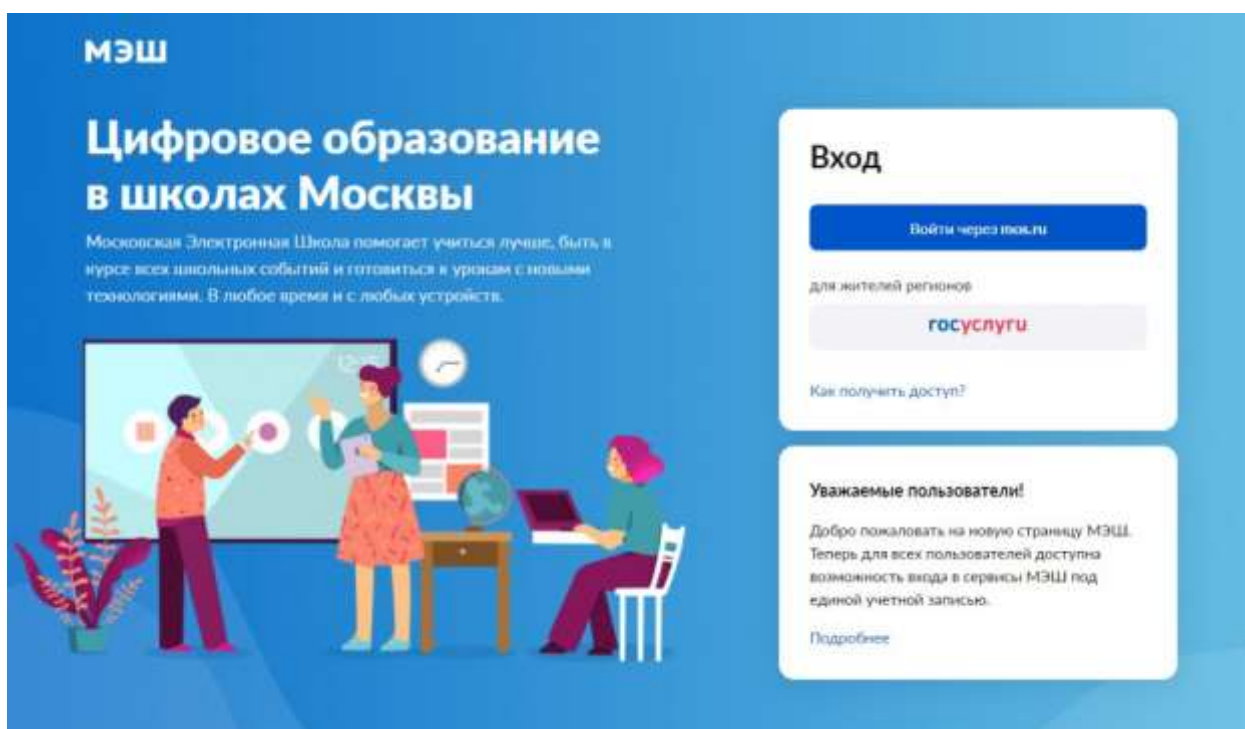 мэш
Цифровое образование
в школах Москвы
Московская Электронная Школа помогает учиться лучше, быть в
курсе всех школьных событий и готовиться к урокам с новыми
технологиями. В любое время и с любых устройств.
Вход
Войти через mos.ru
для жителей регионов
госуслуги
Как получить доступ?
Уважаемые пользователи!
Добро пожаловать на новую страницу МЭШ.
Теперь для всех пользователей доступна
возможность входа в сервисы МЭШ под
единой учетной записью.
Подробнее